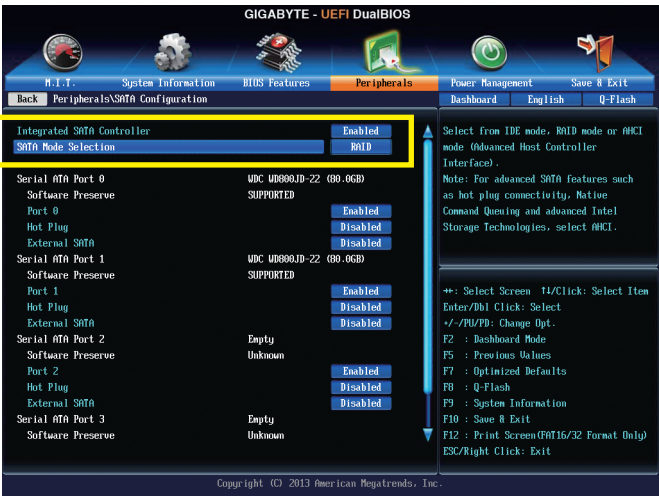 GIGABYTE - UEFI DualBIOS
M.I.T. System Information BIOS Features Peripherals Power Management Save & Exit
Back Peripherals\SATA Configuration Dashboard English Q-Flash
Integrated SATA Controller Enabled
SATA Mode Selection RAID
Serial ATA Port 0 WDC WD800JD-22 (80.0GB)
Software Preserve SUPPORTED
Port 0 Enabled
Hot Plug Disabled
External SATA Disabled
Serial ATA Port 1 WDC WD800JD-22 (80.0GB)
Software Preserve SUPPORTED
Port 1 Enabled
Hot Plug Disabled
External SATA Disabled
Serial ATA Port 2 Empty
Software Preserve Unknown
Port 2 Enabled
Hot Plug Disabled
External SATA Disabled
Serial ATA Port 3 Empty
Software Preserve Unknown
Select from IDE mode, RAID mode or AHCI
mode (Advanced Host Controller
Interface).
Note: For advanced SATA features such
as hot plug connectivity, Native
Command Queuing and advanced Intel
Storage Technologies, select AHCI.
→←: Select Screen ↑↓/Click: Select Item
Enter/Dbl Click: Select
+/-/PU/PD: Change Opt.
F2 : Dashboard Mode
F5 : Previous Values
F7 : Optimized Defaults
F8 : Q-Flash
F9 : System Information
F10 : Save & Exit
F12 : Print Screen(FAT16/32 Format Only)
ESC/Right Click: Exit
Copyright (C) 2013 American Megatrends, Inc.